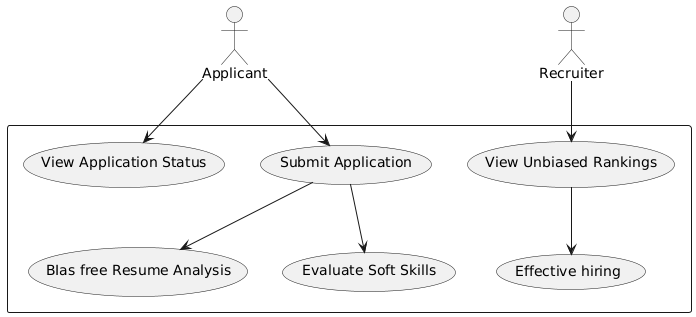 Applicant
Recruiter
View Application Status
Submit Application
View Unbiased Rankings
Blas free Resume Analysis
Evaluate Soft Skills
Effective hiring